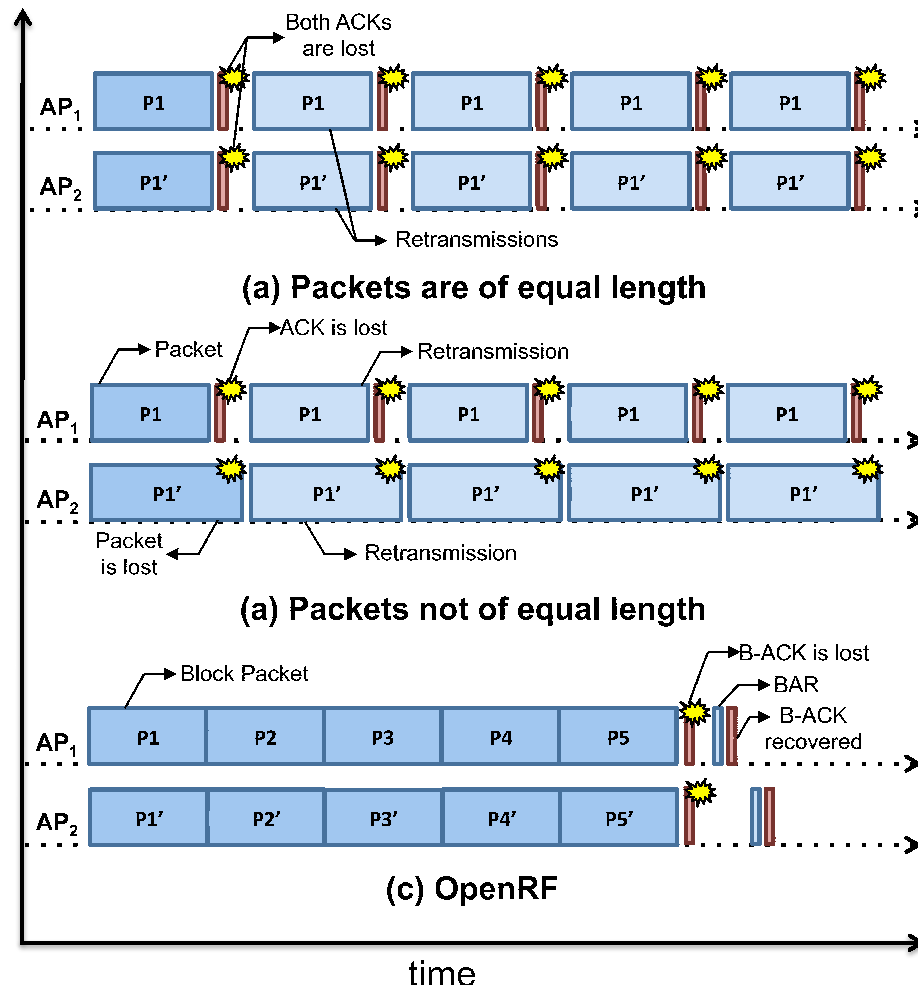 Both ACKs
are lost
AP1
P1 P1 P1 P1 P1
AP2
P1' P1' P1' P1' P1'
Retransmissions
(a) Packets are of equal length
ACK is lost
Packet
Retransmission
AP1
P1 P1 P1 P1 P1
AP2
P1' P1' P1' P1' P1'
Packet
is lost
Retransmission
(a) Packets not of equal length
B-ACK is lost
Block Packet
BAR
B-ACK
recovered
AP1
P1 P2 P3 P4 P5
AP2
P1' P2' P3' P4' P5'
(c) OpenRF
time